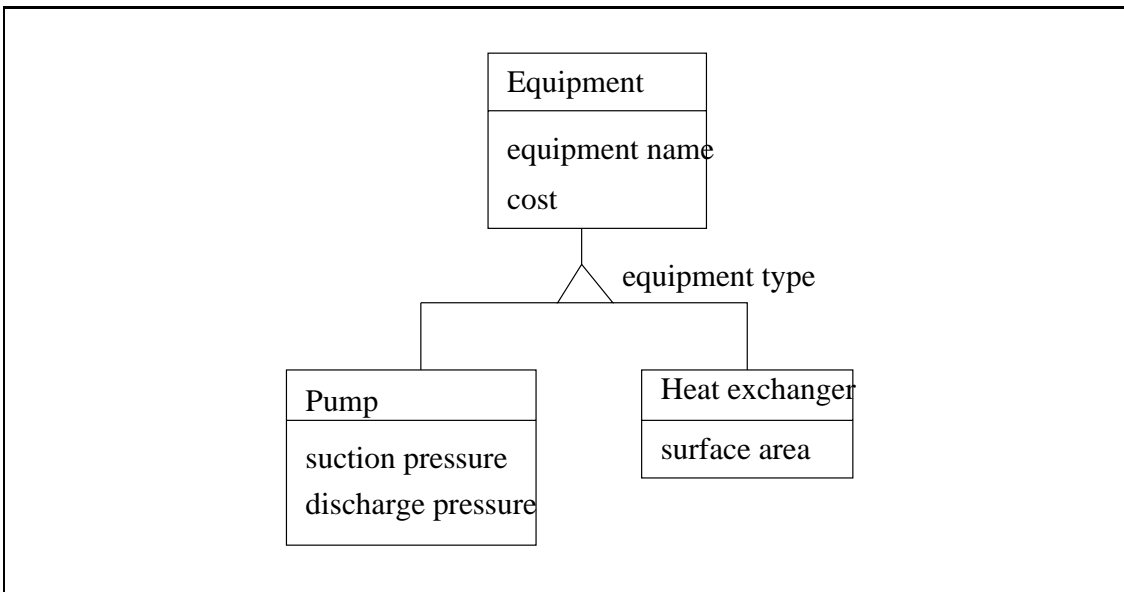 Equipment
equipment name
cost
equipment type
Pump
suction pressure
discharge pressure
Heat exchanger
surface area